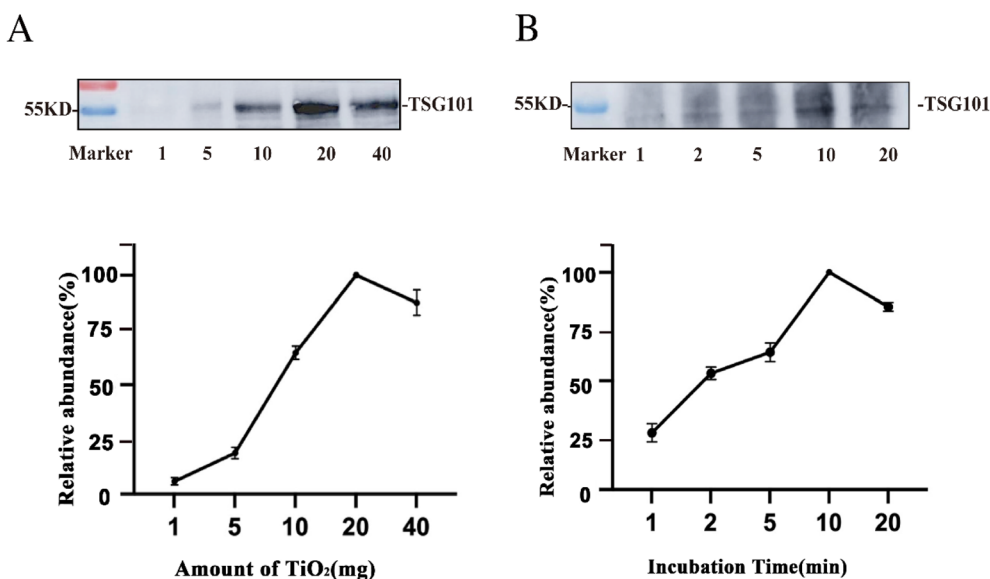 A
55KD-
-TSG101
Marker 1 5 10 20 40
Relative abundance(%)
100
75
50
25
0
1 5 10 20 40
Amount of TiO₂(mg)
B
55KD-
-TSG101
Marker 1 2 5 10 20
Relative abundance(%)
100
75
50
25
0
1 2 5 10 20
Incubation Time(min)